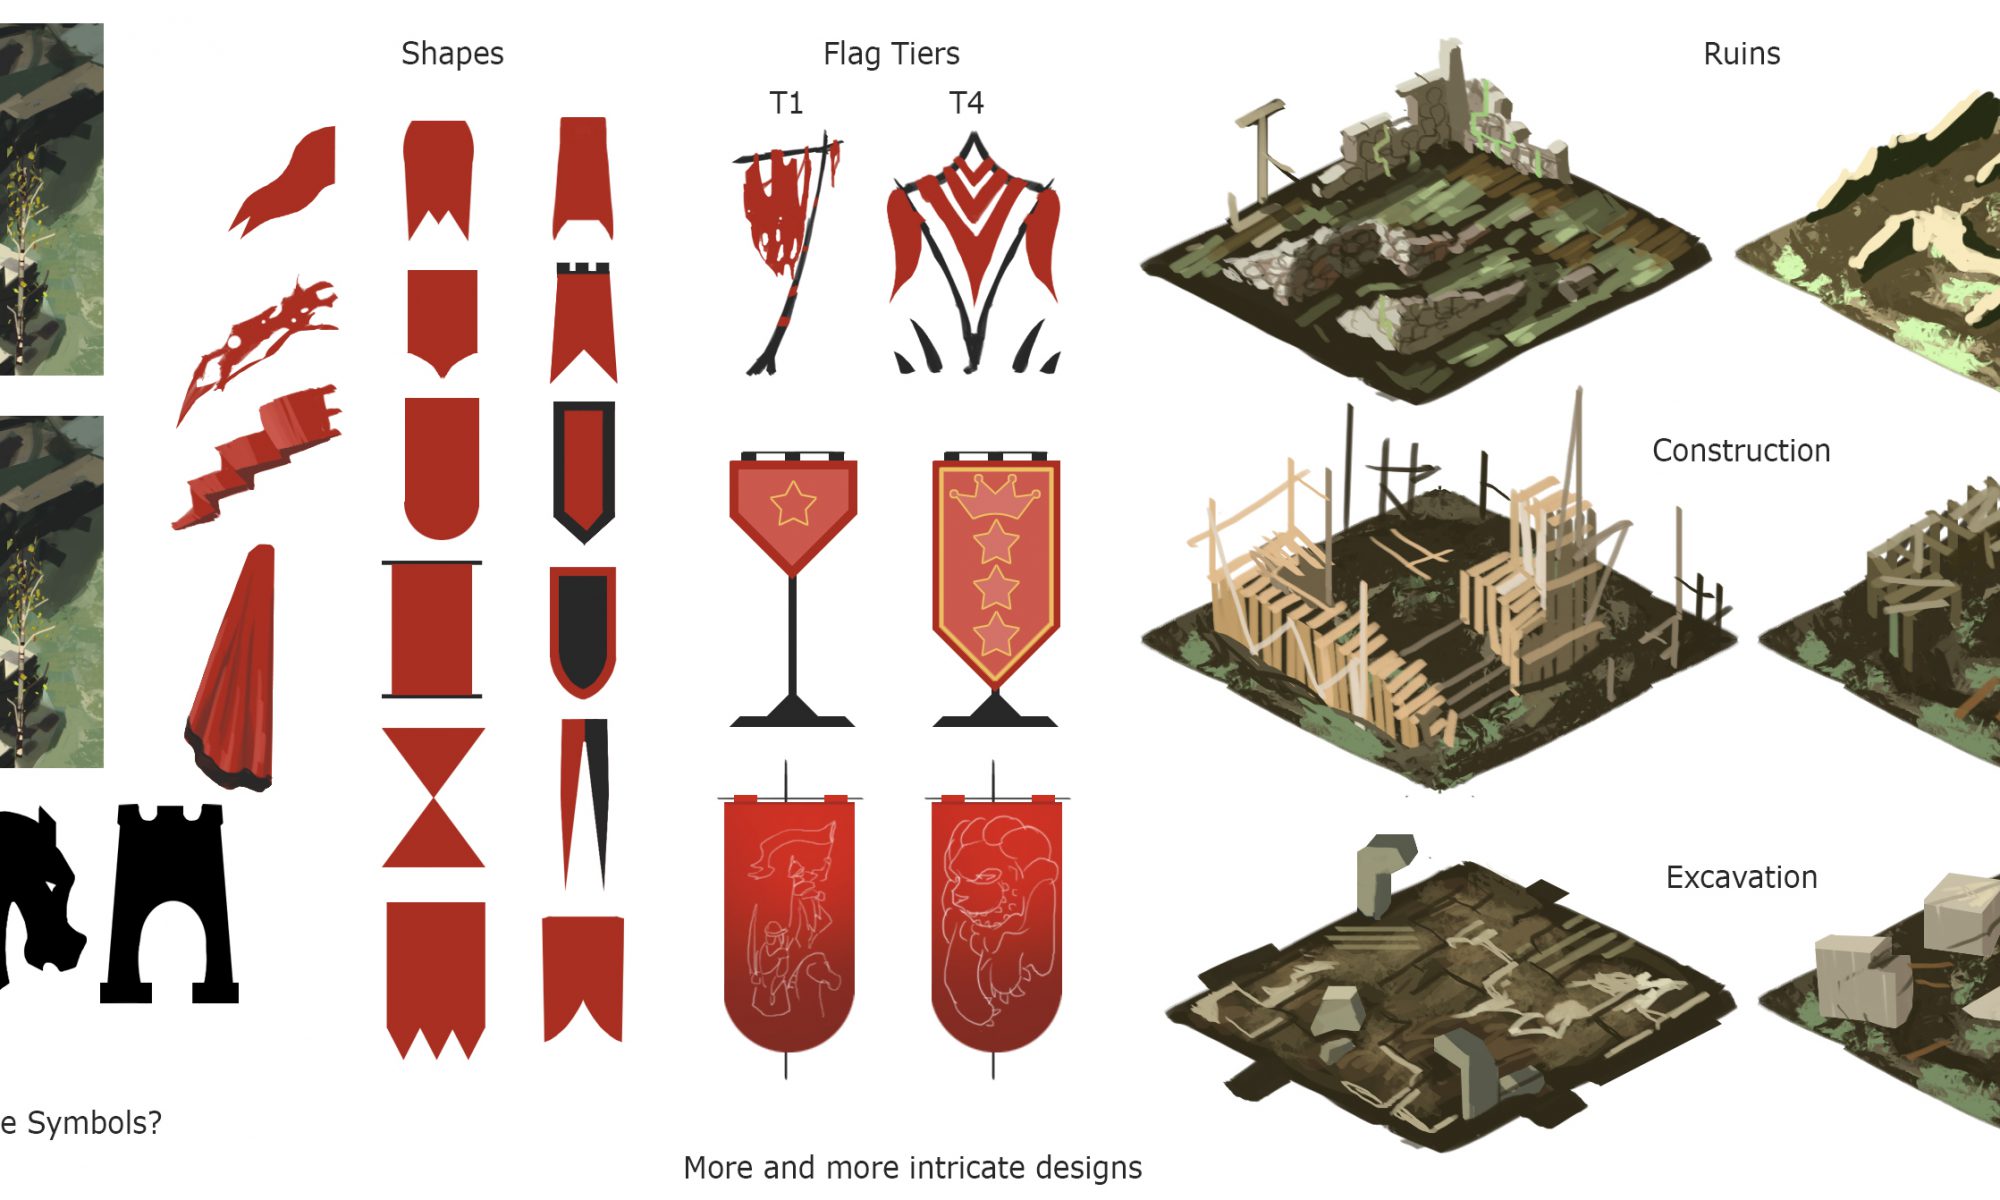 Shapes
Flag Tiers
T1
T4
Ruins
Construction
Excavation
e Symbols?
More and more intricate designs